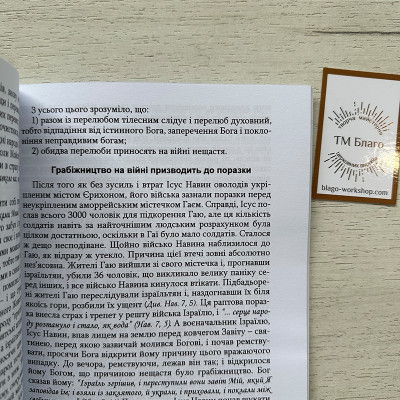 З усього цього зрозуміло, що:
1) разом із перелюбом тілесним слідує і перелюб духовний,
тобто відпадіння від істинного Бога, заперечення Бога і покло-
ніння неправдивим богам;
2) обидва перелюби приносять на війні нещастя.
Грабіжництво на війні призводить до поразки
Після того як без зусиль і втрат Ісус Навин оволодів укрі-
пленим містом Єрихоном, його війська зазнали поразки перед
неукріпленим аморрейським містечком Гаєм. Справді, Ісус по-
слав всього 3000 чоловік для підкорення Гаю, але ця кількість
солдатів навіть за найточнішим людським розрахунком була
цілком достатньою, оскільки в Гаї було мало солдатів. Сталося
ж дещо несподіване. Щойно військо Навина наблизилося до
Гаю, як відразу ж утекло. Причина цієї втечі зовні абсолютно
нез'ясовна. Жителі Гаю вийшли зі свого містечка і, прогнавши
ізраїльтян, убили 36 чоловік, що викликало велику паніку се-
ред інших, і все військо Навина кинулося втікати. Підбадьоре-
ні жителі Гаю переслідували ізраїльтян і, наздогнавши їх біля
якоїсь гори, розбили їх ущент (Див. Нав. 7, 5). Ця раптова пораз-
ка внесла страх і трепет у решту війська Ізраїлю, і "... серце наро-
ду розтануло і стало, як вода" (Нав. 7, 5). А воєначальник Ізраїлю,
Ісус Навин, впав лицем на землю перед ковчегом Завіту – свя-
тинею, перед якою зазвичай молився Богові, і почав ревно,
просячи Бога відкрити йому причину цього вражаючого
випадку. До вечора, ремствуючи, лежав він так; і відкрилося
йому Богом, що причиною нещастя було грабіжництво. Бог
сказав йому: "Ізраїль згрішив, і переступили вони завіт Мій, який Я
заповідав їм; і взяли із заклятого, й украли, і приховали, і поклали між
ТМ Благо
blago-workshop.com